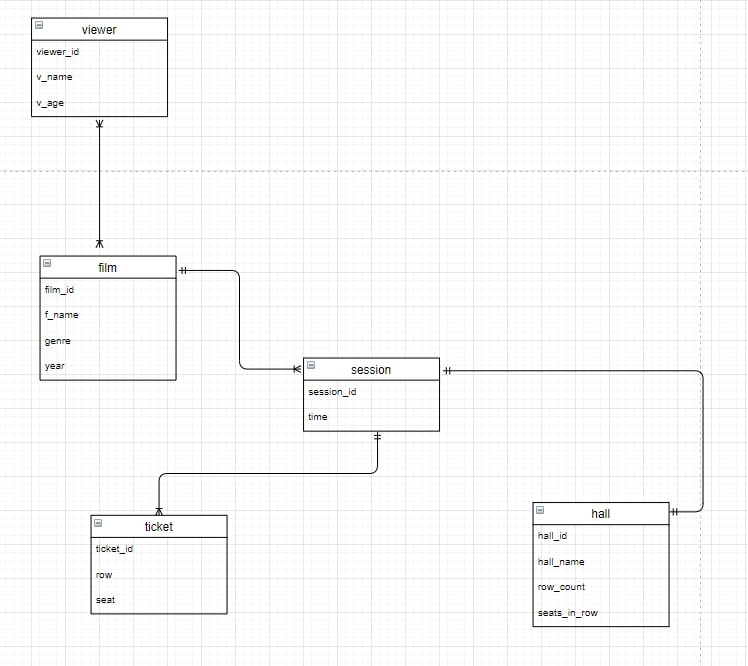 viewer
viewer_id
v_name
v_age
film
film_id
f_name
genre
year
session
session_id
time
ticket
ticket_id
row
seat
hall
hall_id
hall_name
row_count
seats_in_row